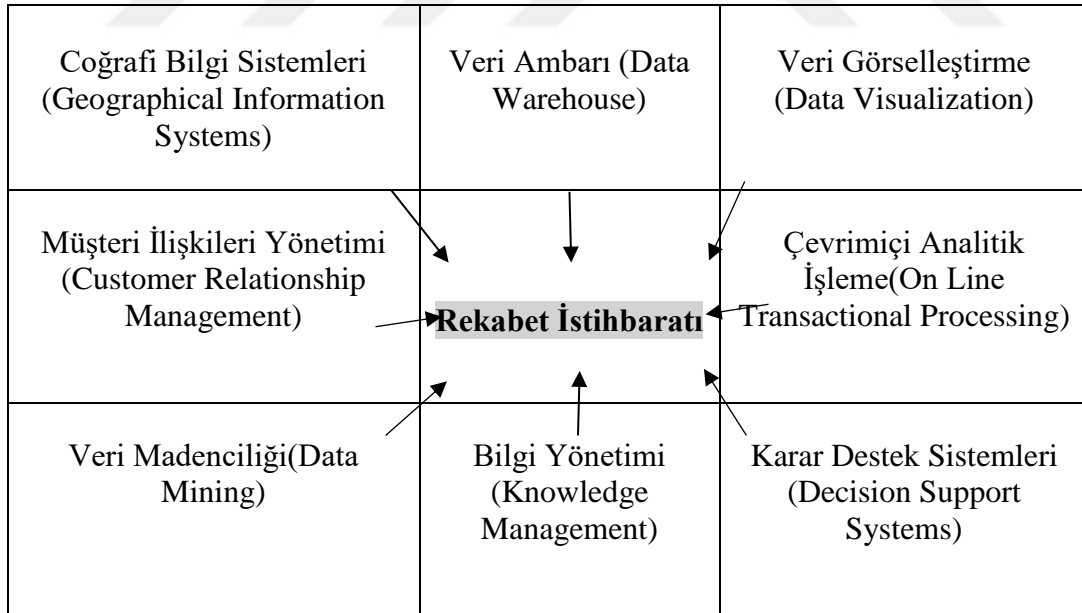 Coğrafi Bilgi Sistemleri
(Geographical Information
Systems)
Veri Ambarı (Data
Warehouse)
Veri Görselleştirme
(Data Visualization)
Müşteri İlişkileri Yönetimi
(Customer Relationship
Management)
Rekabet İstihbaratı
Çevrimiçi Analitik
İşleme(On Line
Transactional Processing)
Veri Madenciliği(Data
Mining)
Bilgi Yönetimi
(Knowledge
Management)
Karar Destek Sistemleri
(Decision Support
Systems)